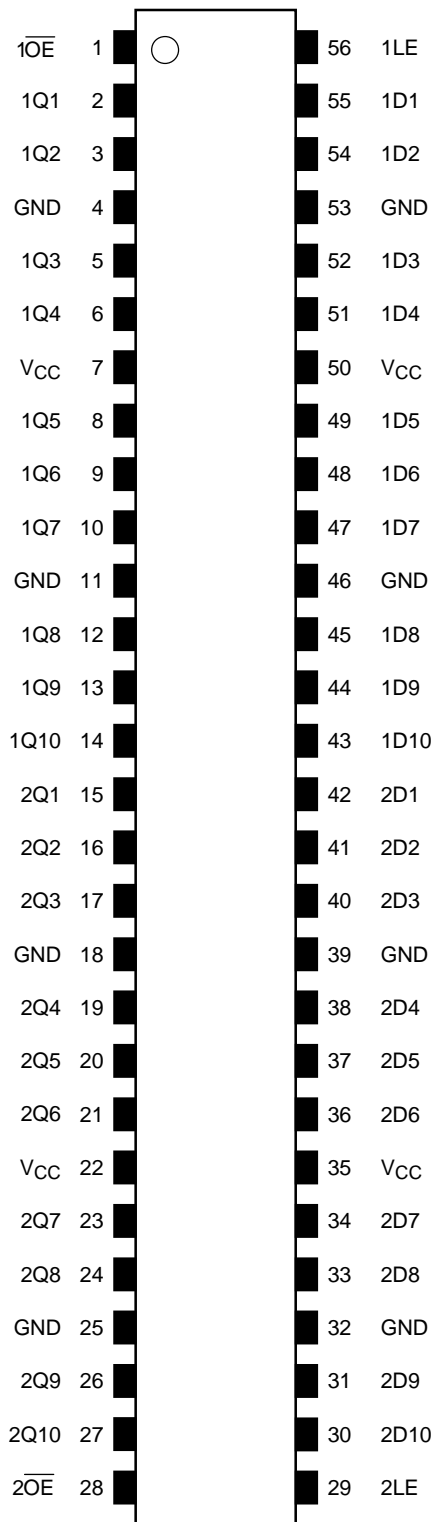 1O̅E̅ 1 56 1LE
1Q1 2 55 1D1
1Q2 3 54 1D2
GND 4 53 GND
1Q3 5 52 1D3
1Q4 6 51 1D4
VCC 7 50 VCC
1Q5 8 49 1D5
1Q6 9 48 1D6
1Q7 10 47 1D7
GND 11 46 GND
1Q8 12 45 1D8
1Q9 13 44 1D9
1Q10 14 43 1D10
2Q1 15 42 2D1
2Q2 16 41 2D2
2Q3 17 40 2D3
GND 18 39 GND
2Q4 19 38 2D4
2Q5 20 37 2D5
2Q6 21 36 2D6
VCC 22 35 VCC
2Q7 23 34 2D7
2Q8 24 33 2D8
GND 25 32 GND
2Q9 26 31 2D9
2Q10 27 30 2D10
2O̅E̅ 28 29 2LE